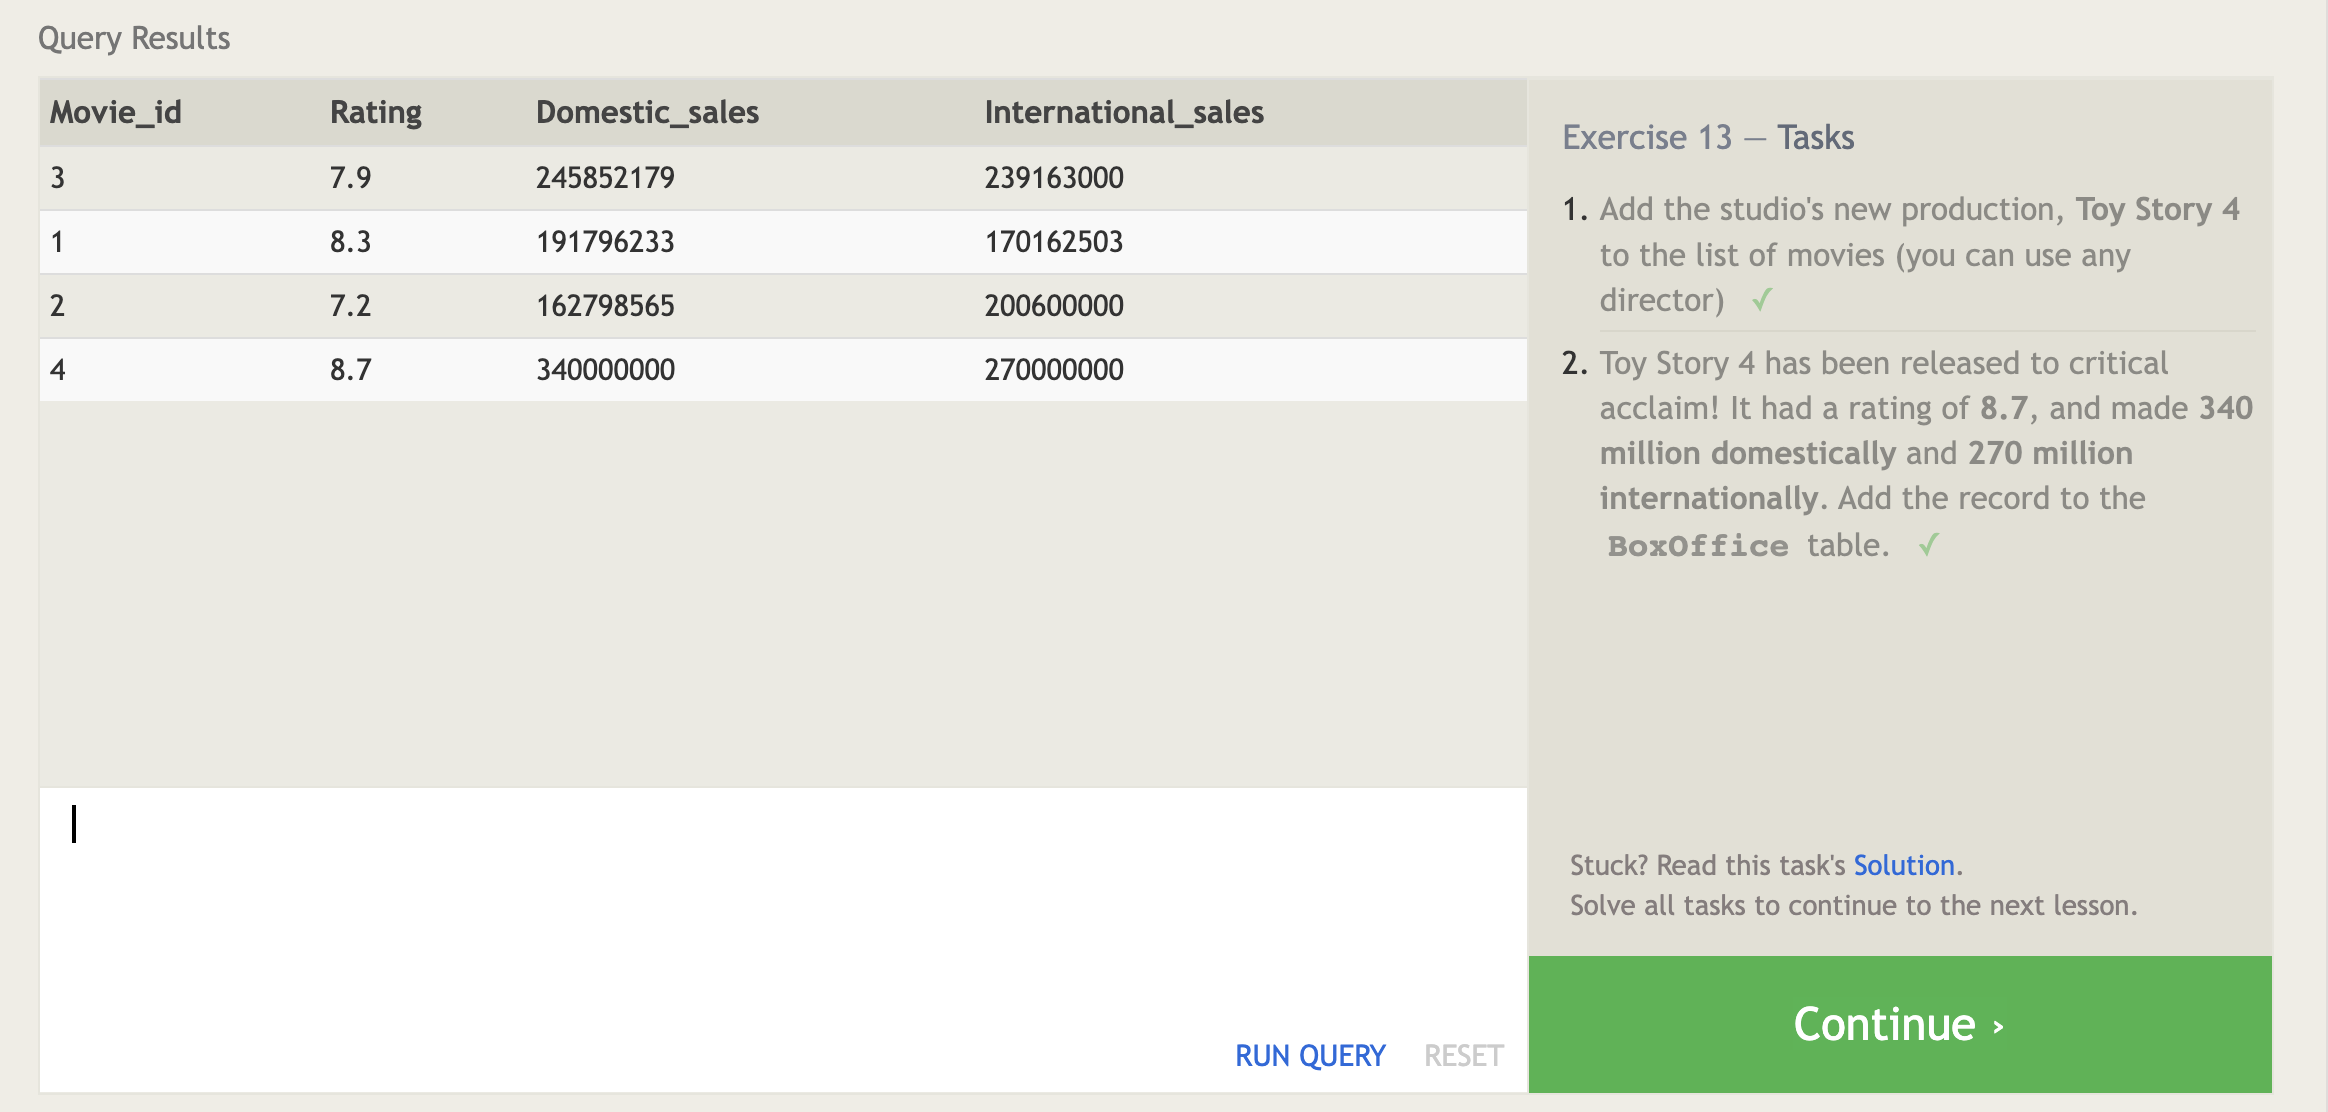 Query Results
Movie_id Rating Domestic_sales International_sales
3 7.9 245852179 239163000
1 8.3 191796233 170162503
2 7.2 162798565 200600000
4 8.7 340000000 270000000
RUN QUERY RESET
Exercise 13 — Tasks
1. Add the studio's new production, Toy Story 4
to the list of movies (you can use any
director) ✓
2. Toy Story 4 has been released to critical
acclaim! It had a rating of 8.7, and made 340
million domestically and 270 million
internationally. Add the record to the
BoxOffice table. ✓
Stuck? Read this task's Solution.
Solve all tasks to continue to the next lesson.
Continue ›